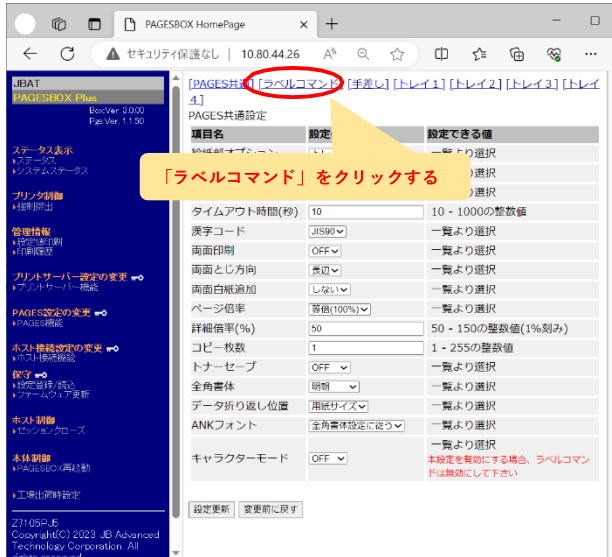 PAGESBOX HomePage
セキュリティ保護なし | 10.80.44.26
JBAT
PAGESBOX Plus
BoxVer 3.0.00
Pgs.Ver. 1.1.50
ステータス表示
ステータス
システムステータス
プリンタ制御
強制排出
管理情報
設定値印刷
印刷履歴
プリントサーバー設定の変更
プリントサーバー機能
PAGES設定の変更
PAGES機能
ホスト接続設定の変更
ホスト接続機能
保守
設定登録/読込
ファームウェア更新
ホスト制御
セッションクローズ
本体制御
PAGESBOX再起動
工場出荷時設定
Z7105PJ5
Copyright(C) 2023 JB Advanced
Technology Corporation. All
[PAGES共通] [ラベルコマンド] [手差し] [トレイ1] [トレイ2] [トレイ3] [トレイ
4]
PAGES共通設定
項目名 設定 設定できる値
一覧より選択
「ラベルコマンド」をクリックする
選択
選択
タイムアウト時間(秒) 10 10 - 1000の整数値
漢字コード JIS90 一覧より選択
両面印刷 OFF 一覧より選択
両面とじ方向 長辺 一覧より選択
両面白紙追加 しない 一覧より選択
ページ倍率 等倍(100%) 一覧より選択
詳細倍率(%) 50 50 - 150の整数値(1%刻み)
コピー枚数 1 1 - 255の整数値
トナーセーブ OFF 一覧より選択
全角書体 明朝 一覧より選択
データ折り返し位置 用紙サイズ 一覧より選択
ANKフォント 全角書体設定に従う 一覧より選択
キャラクターモード OFF 一覧より選択
本設定を有効にする場合、ラベルコマン
ドは無効にして下さい
設定更新 変更前に戻す